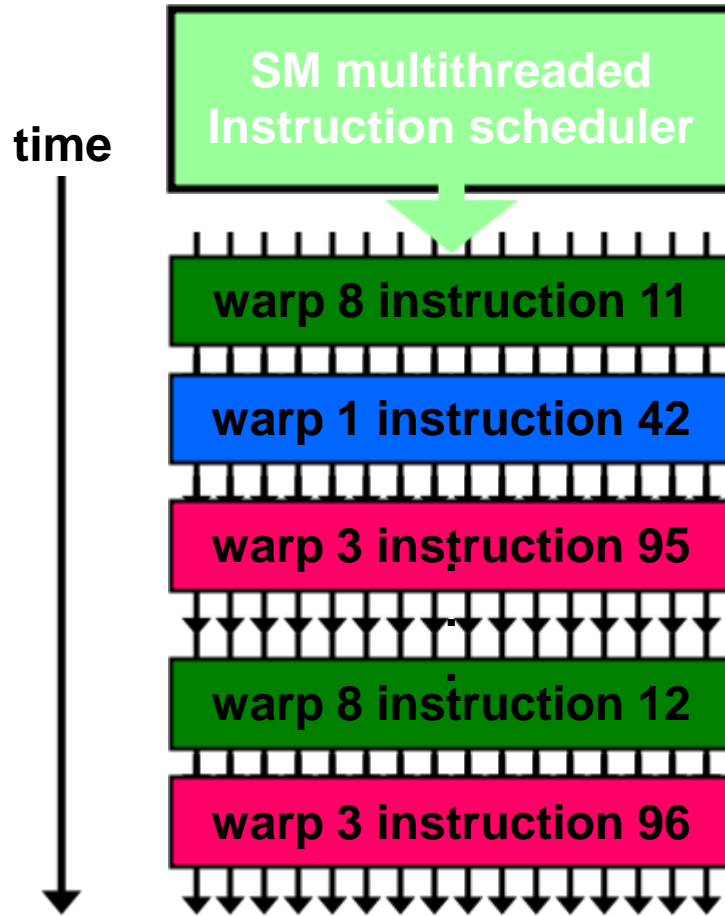 SM multithreaded
Instruction scheduler
time
warp 8 instruction 11
warp 1 instruction 42
warp 3 instruction 95
.
.
.
warp 8 instruction 12
warp 3 instruction 96